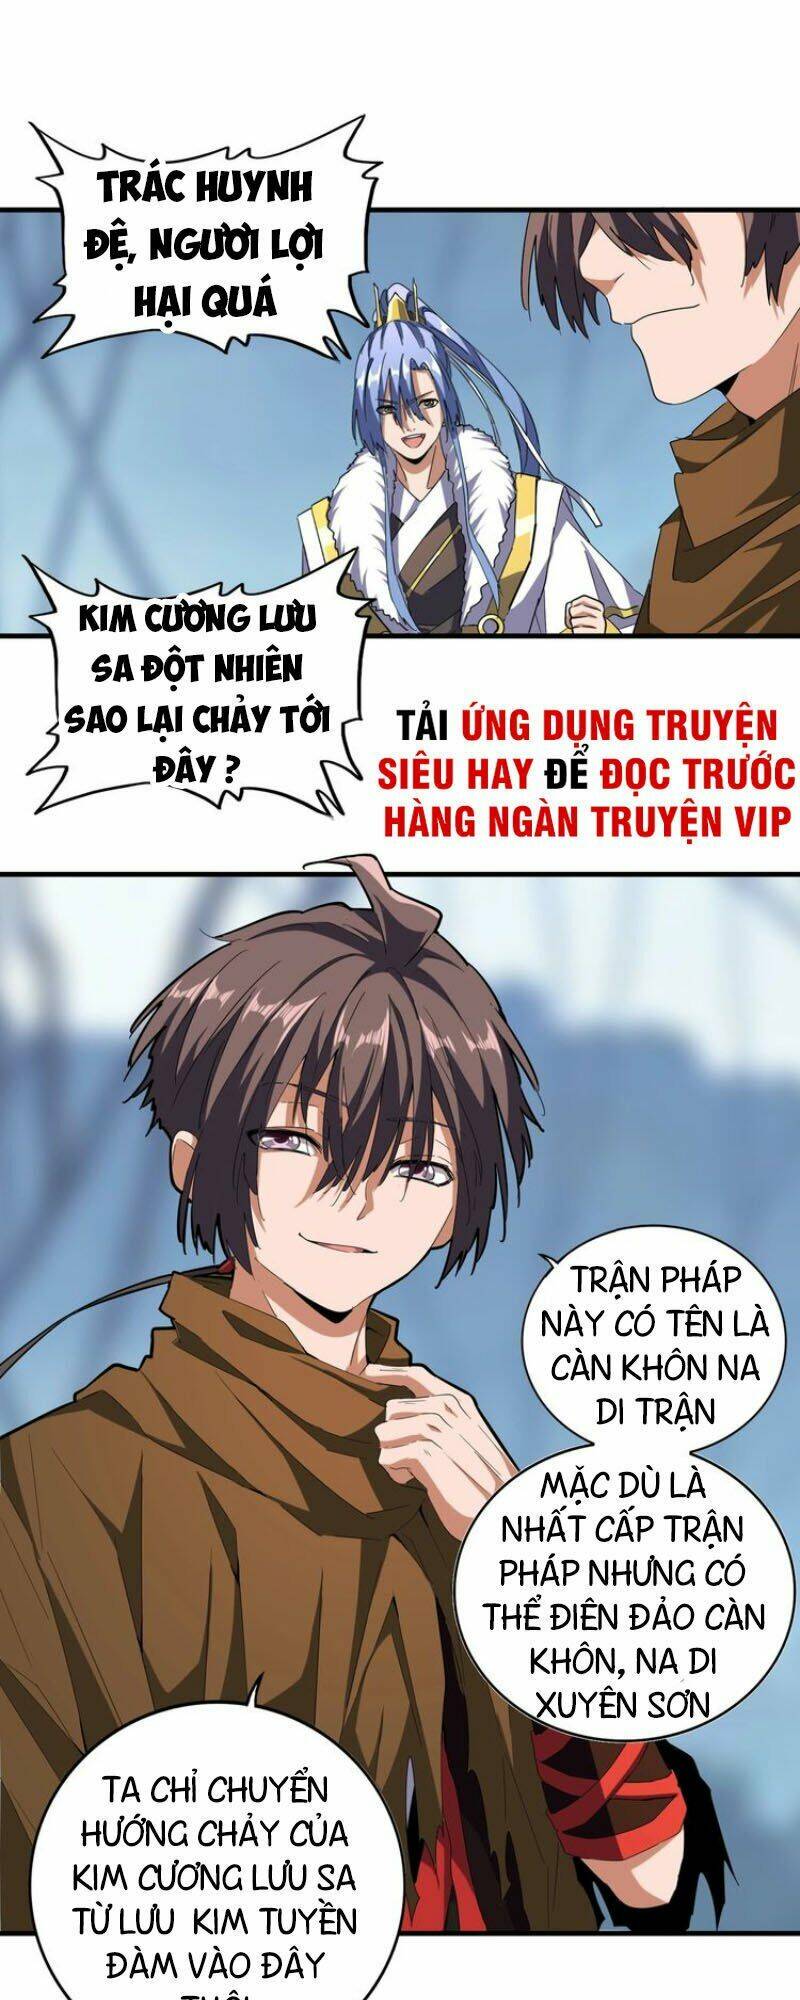 TRÁC HUYNH
ĐỆ, NGƯƠI LỢI
HẠI QUÁ
KIM CƯƠNG LƯU
SA ĐỘT NHIÊN
SAO LẠI CHẢY TỚI
ĐÂY ?
TẢI ỨNG DỤNG TRUYỆN
SIÊU HAY ĐỂ ĐỌC TRƯỚC
HÀNG NGÀN TRUYỆN VIP
TRẬN PHÁP
NÀY CÓ TÊN LÀ
CÀN KHÔN NA
DI TRẬN
MẶC DÙ LÀ
NHẤT CẤP TRẬN
PHÁP NHƯNG CÓ
THỂ ĐIÊN ĐẢO CÀN
KHÔN, NA DI
XUYÊN SƠN
TA CHỈ CHUYỂN
HƯỚNG CHẢY CỦA
KIM CƯƠNG LƯU SA
TỪ LƯU KIM TUYỀN
ĐÀM VÀO ĐÂY